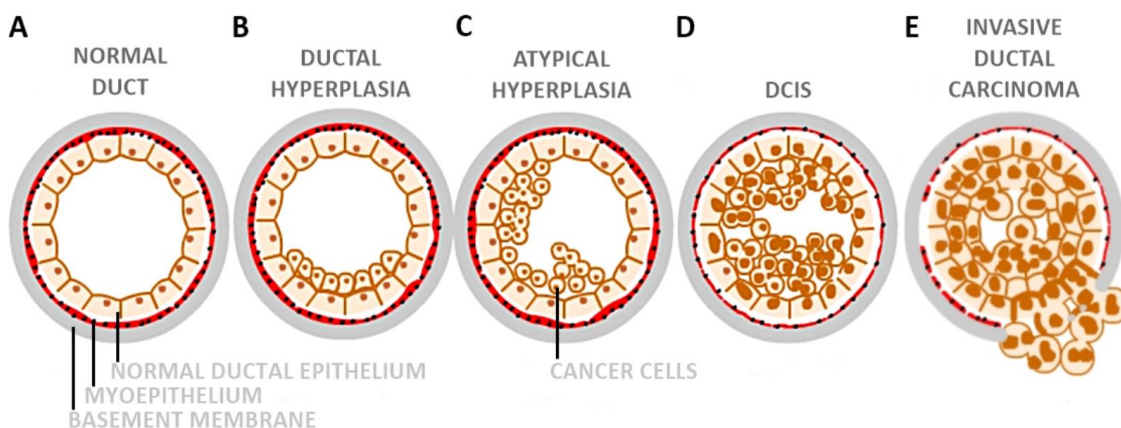 A
NORMAL
DUCT
B
DUCTAL
HYPERPLASIA
C
ATYPICAL
HYPERPLASIA
D
DCIS
E
INVASIVE
DUCTAL
CARCINOMA
NORMAL DUCTAL EPITHELIUM
MYOEPITHELIUM
BASEMENT MEMBRANE
CANCER CELLS